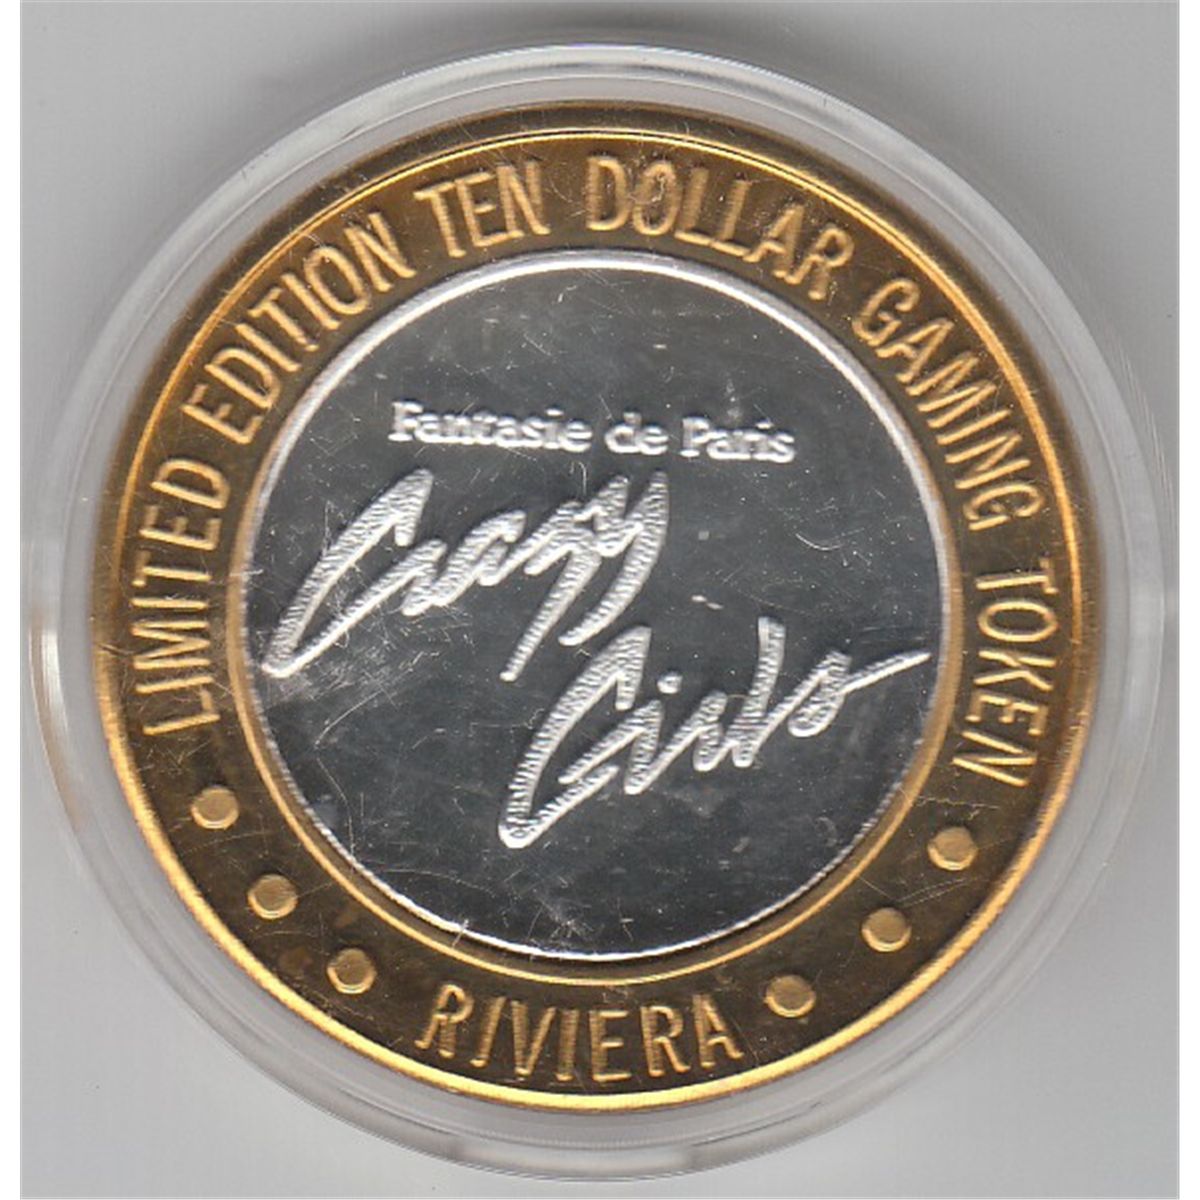 LIMITED EDITION TEN DOLLAR GAMING TOKEN
Fantasie de Paris
Crazy
Girls
RIVIERA